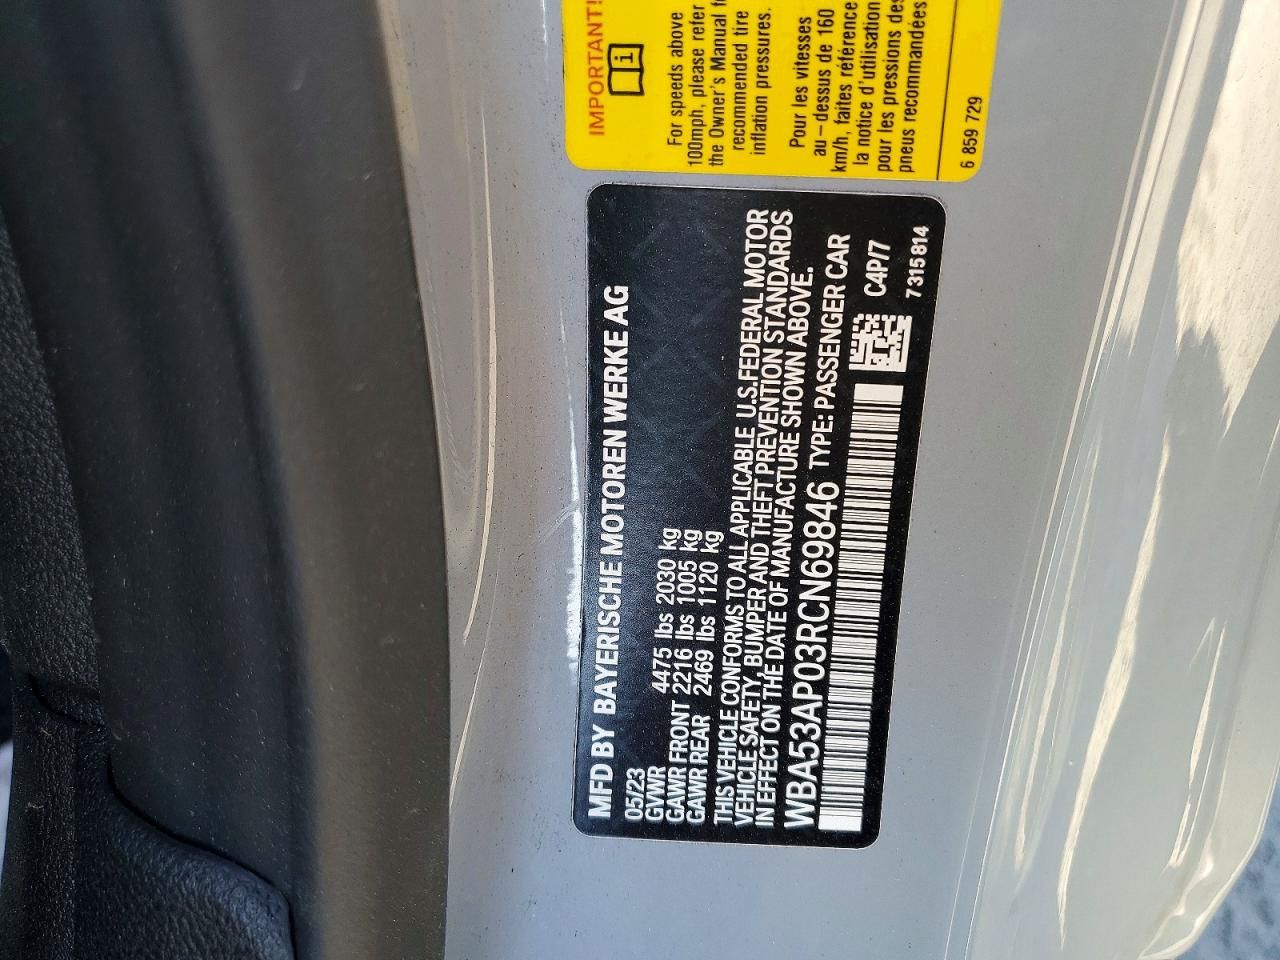 IMPORTANT!
For speeds above
100mph, please refer
the Owner's Manual
recommended tire
inflation pressures.
Pour les vitesses
au-dessus de 160
km/h, faites référence
la notice d'utilisation
pour les pressions des
pneus recommandées
6 859 729
MFD BY BAYERISCHE MOTOREN WERKE AG
05/23
GVWR 4475 lbs 2030 kg
GAWR FRONT 2216 lbs 1005 kg
GAWR REAR 2469 lbs 1120 kg
THIS VEHICLE CONFORMS TO ALL APPLICABLE U.S.FEDERAL MOTOR
VEHICLE SAFETY, BUMPER AND THEFT PREVENTION STANDARDS
IN EFFECT ON THE DATE OF MANUFACTURE SHOWN ABOVE.
WBA53AP03RCN69846 TYPE: PASSENGER CAR
C4P/7
7315814